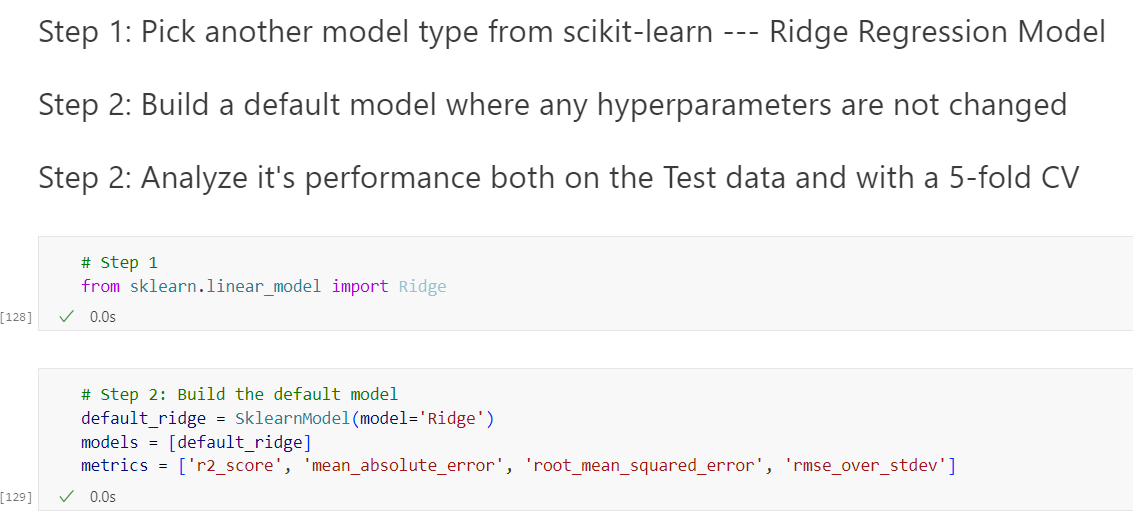 Step 1: Pick another model type from scikit-learn --- Ridge Regression Model
Step 2: Build a default model where any hyperparameters are not changed
Step 2: Analyze it's performance both on the Test data and with a 5-fold CV
# Step 1
from sklearn.linear_model import Ridge
[128] ✓ 0.0s
# Step 2: Build the default model
default_ridge = SklearnModel(model='Ridge')
models = [default_ridge]
metrics = ['r2_score', 'mean_absolute_error', 'root_mean_squared_error', 'rmse_over_stdev']
[129] ✓ 0.0s